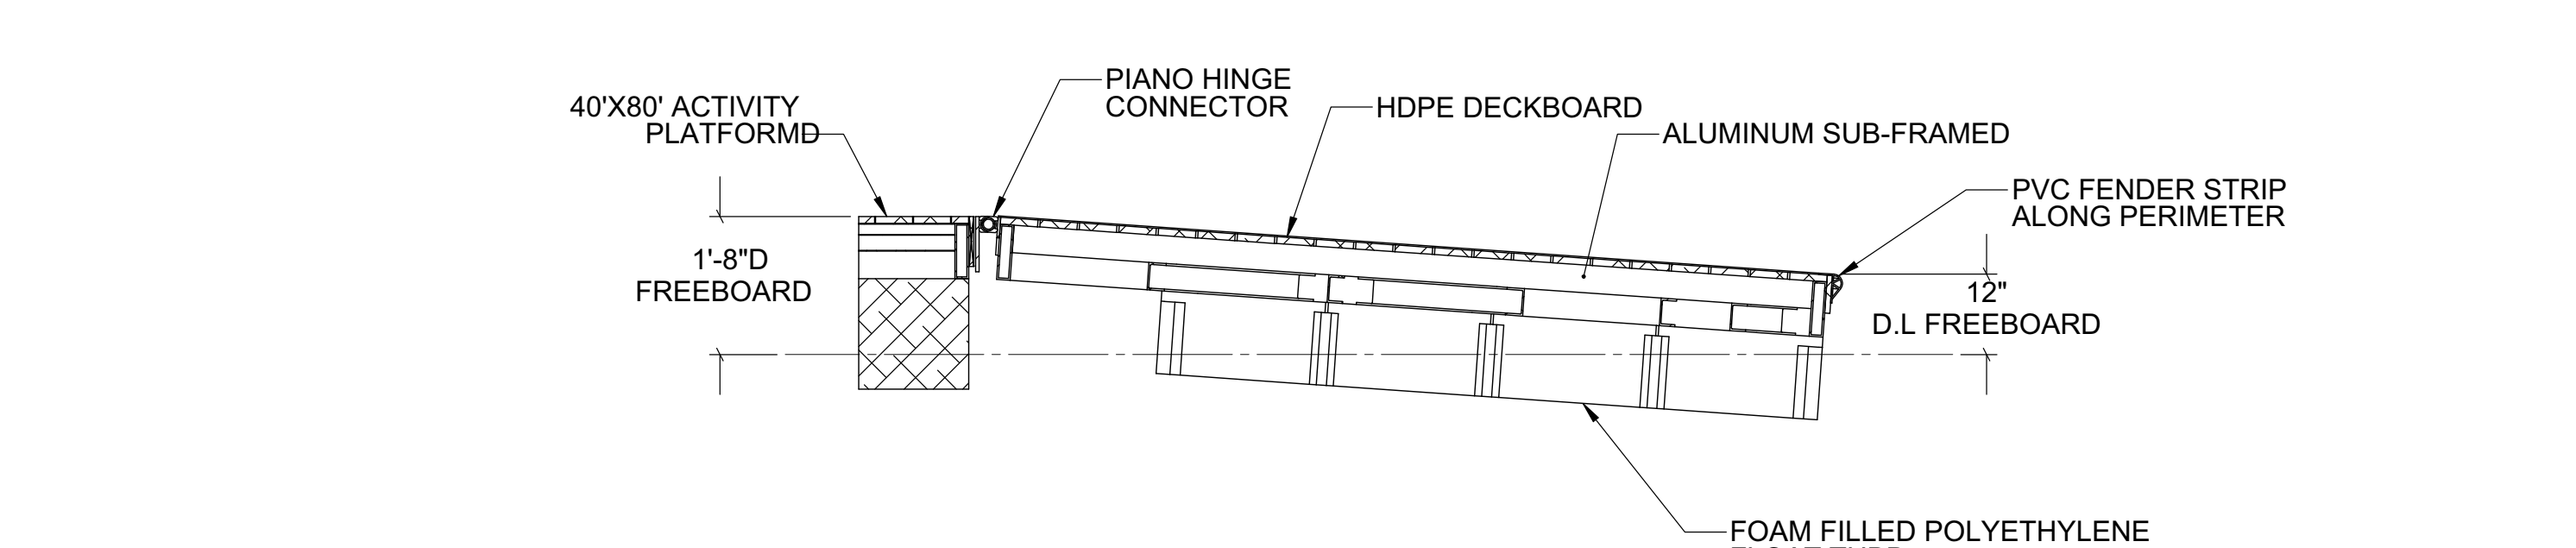 PIANO HINGE
CONNECTOR
40'X80' ACTIVITY
PLATFORMD
HDPE DECKBOARD
ALUMINUM SUB-FRAMED
PVC FENDER STRIP
ALONG PERIMETER
1'-8"D
FREEBOARD
12"
D.L FREEBOARD
FOAM FILLED POLYETHYLENE